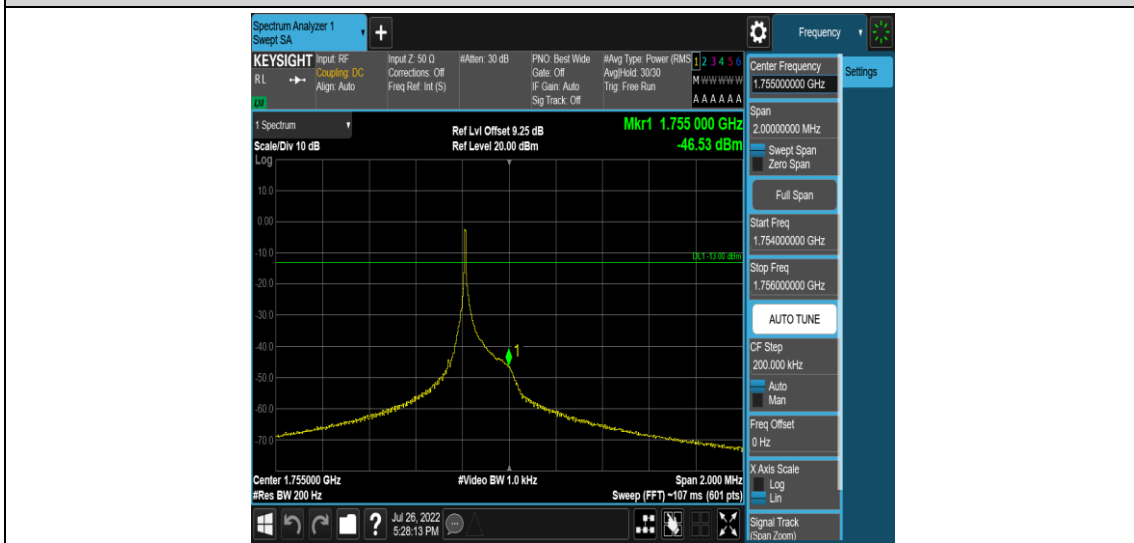 Spectrum Analyzer 1
Swept SA
+
Frequency
KEYSIGHT
RL
LXI
Input: RF
Coupling: DC
Align: Auto
Input Z: 50 Ω
Corrections: Off
Freq Ref: Int (S)
#Atten: 30 dB
PNO: Best Wide
Gate: Off
IF Gain: Auto
Sig Track: Off
#Avg Type: Power (RMS
Avg|Hold: 30/30
Trig: Free Run
1 2 3 4 5 6
M W W W W W
A A A A A A
Center Frequency
1.755000000 GHz
Settings
Span
2.00000000 MHz
Swept Span
Zero Span
Full Span
Start Freq
1.754000000 GHz
Stop Freq
1.756000000 GHz
AUTO TUNE
CF Step
200.000 kHz
Auto
Man
Freq Offset
0 Hz
X Axis Scale
Log
Lin
Signal Track
(Span Zoom)
1 Spectrum
Scale/Div 10 dB
Ref Lvl Offset 9.25 dB
Ref Level 20.00 dBm
Mkr1 1.755 000 GHz
-46.53 dBm
Log
10.0
0.00
-10.0
DL1 -13.00 dBm
-20.0
-30.0
-40.0
1
-50.0
-60.0
-70.0
Center 1.755000 GHz
#Res BW 200 Hz
#Video BW 1.0 kHz
Span 2.000 MHz
Sweep (FFT) ~107 ms (601 pts)
?
Jul 26, 2022
5:28:13 PM